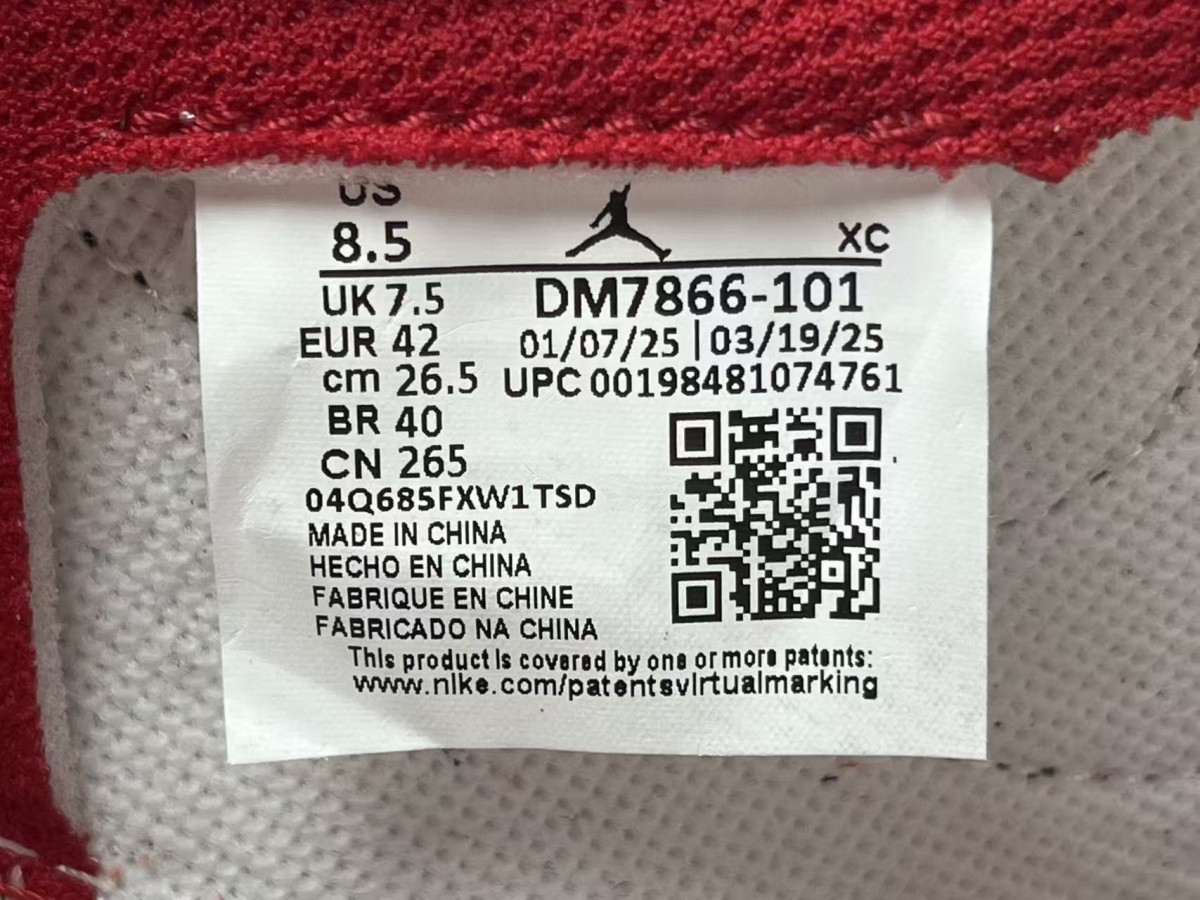 US
8.5
XC
UK 7.5
DM7866-101
EUR 42
01/07/25 | 03/19/25
cm 26.5
UPC 00198481074761
BR 40
CN 265
04Q685FXW1TSD
MADE IN CHINA
HECHO EN CHINA
FABRIQUE EN CHINE
FABRICADO NA CHINA
This product is covered by one or more patents:
www.nike.com/patentsvirtualmarking